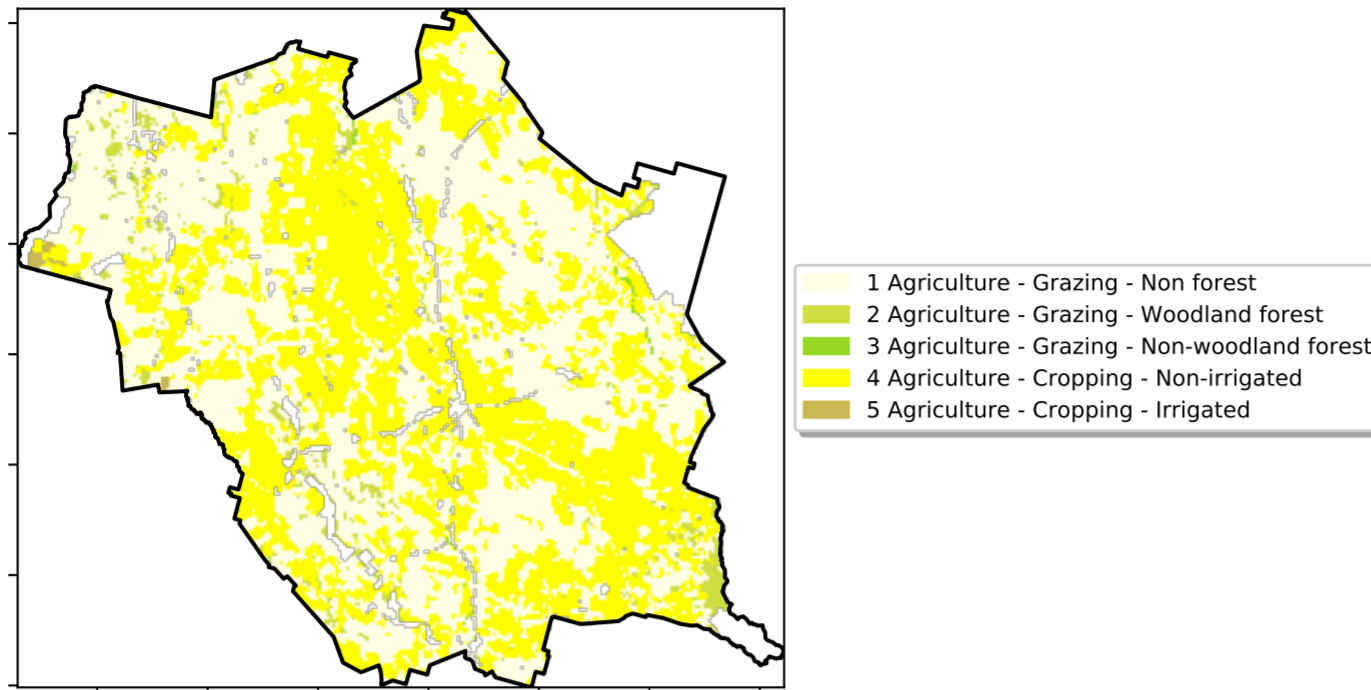 1 Agriculture - Grazing - Non forest
2 Agriculture - Grazing - Woodland forest
3 Agriculture - Grazing - Non-woodland forest
4 Agriculture - Cropping - Non-irrigated
5 Agriculture - Cropping - Irrigated